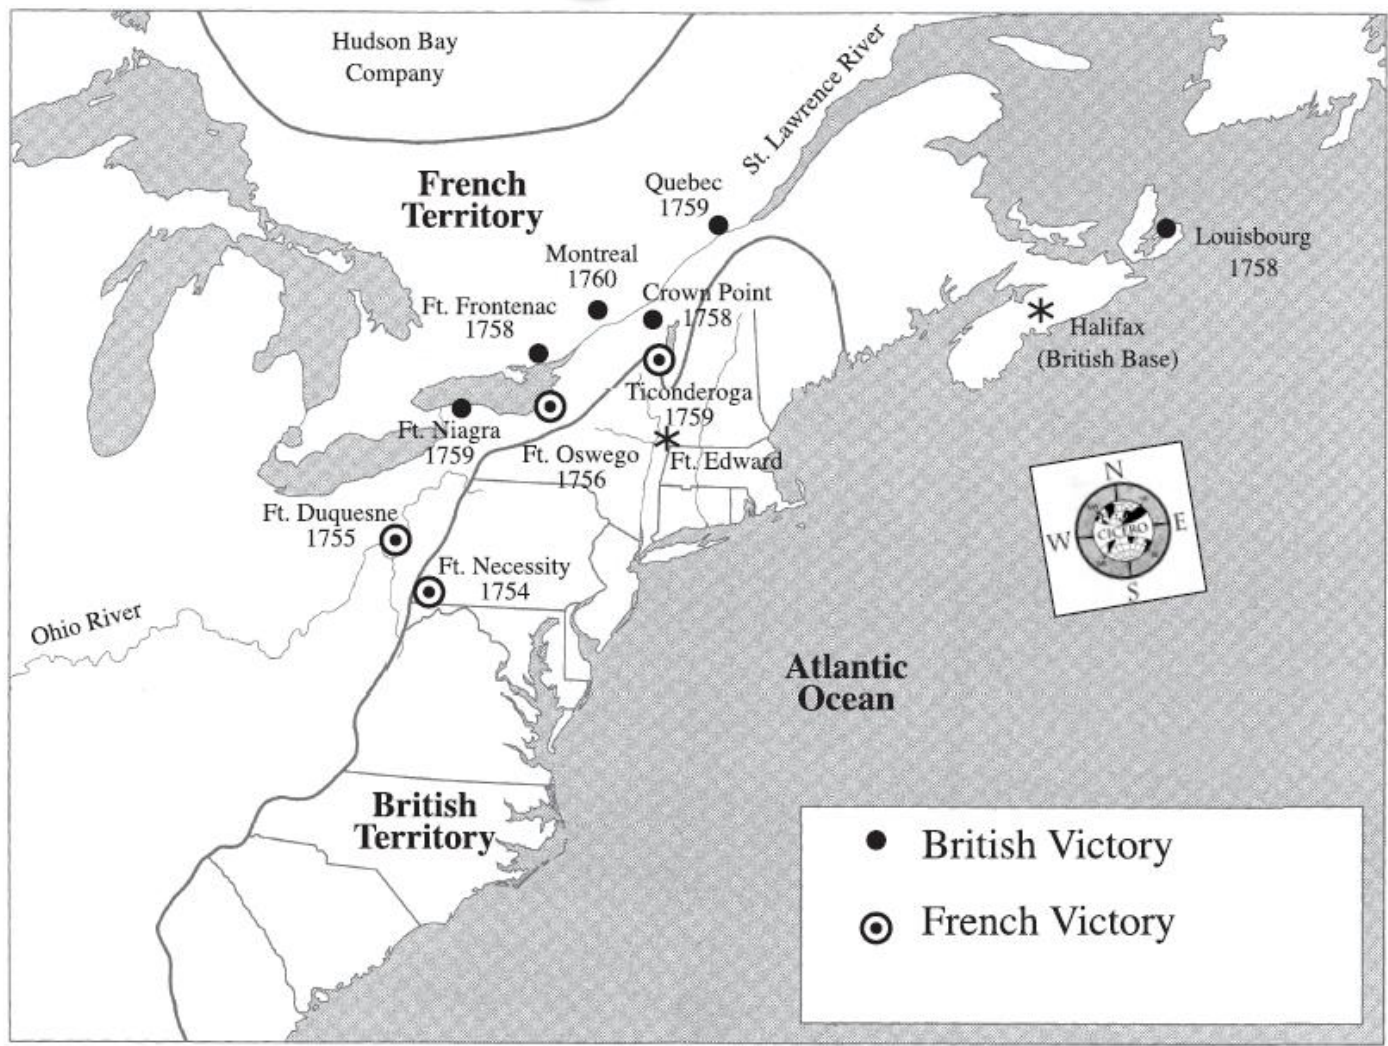 Hudson Bay
Company
St. Lawrence River
French
Territory
Quebec
1759
Montreal
1760
Louisbourg
1758
Crown Point
1758
Ft. Frontenac
1758
Halifax
(British Base)
Ticonderoga
1759
Ft. Niagra
1759
Ft. Oswego
1756
Ft. Edward
N
W
E
S
CICERO
Ft. Duquesne
1755
Ft. Necessity
1754
Ohio River
Atlantic
Ocean
British
Territory
British Victory
French Victory